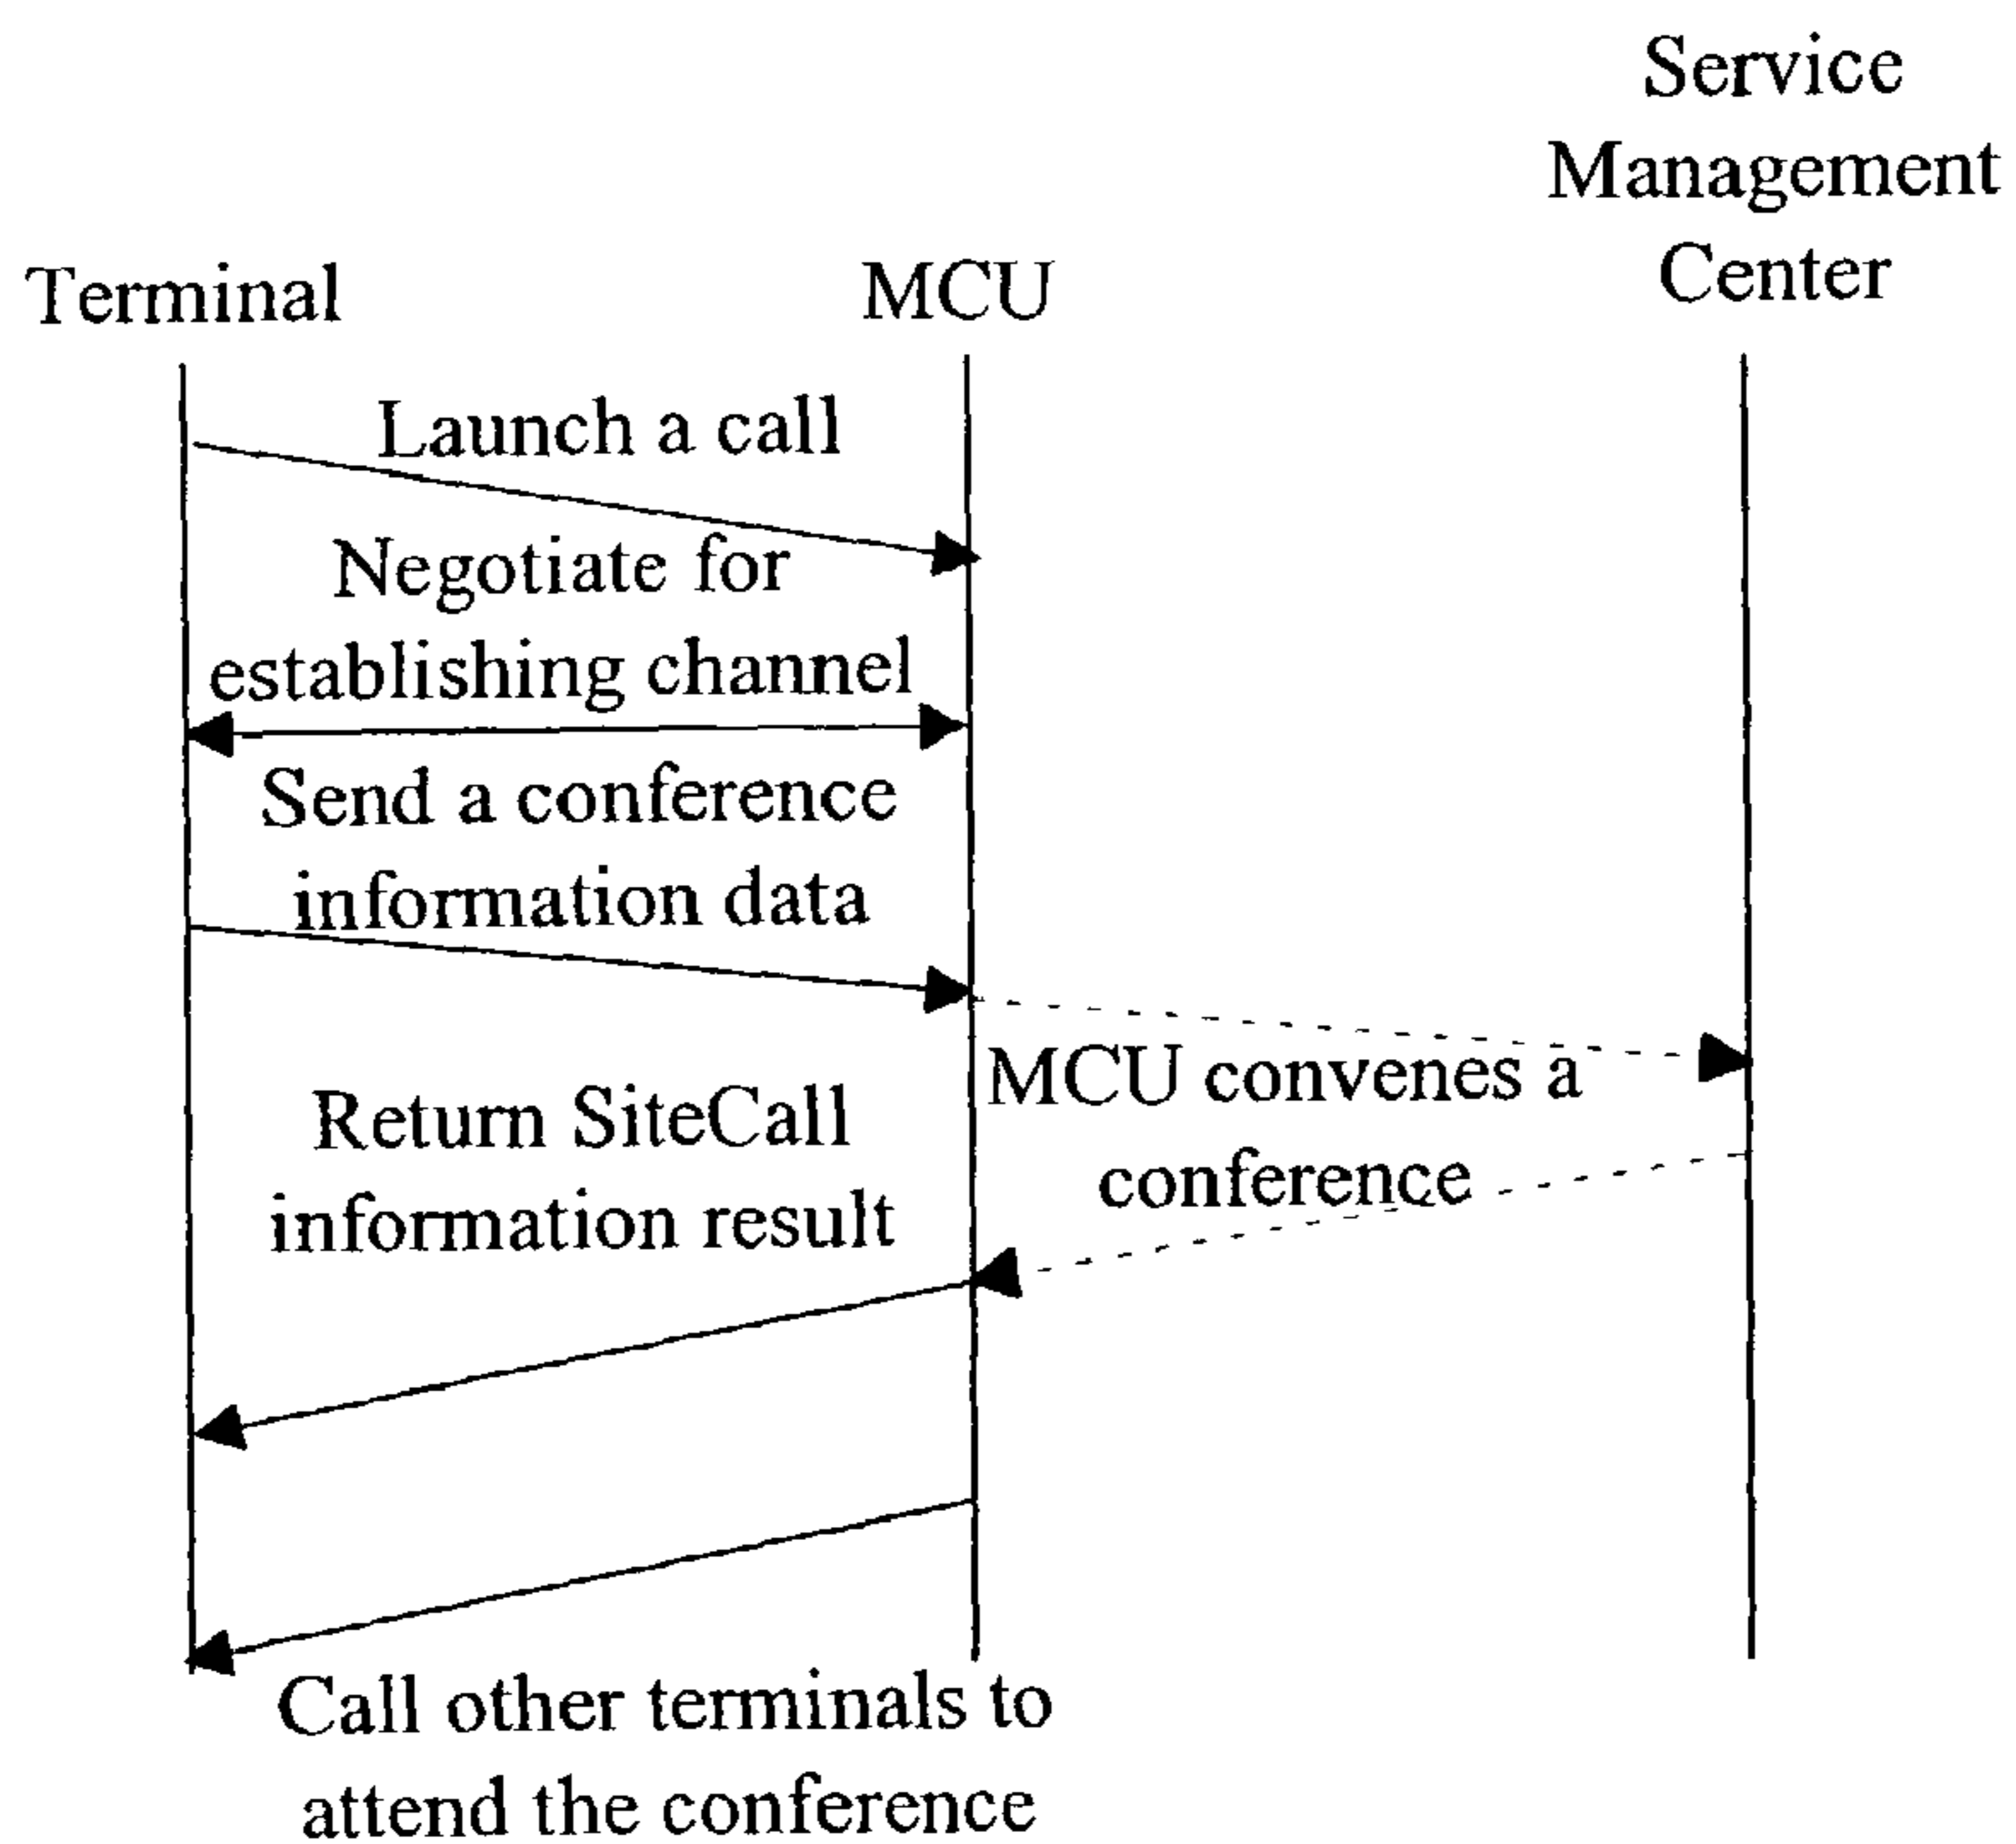 Service
Management
Center
Terminal
MCU
Launch a call
Negotiate for
establishing channel
Send a conference
information data
MCU convenes a
conference
Return SiteCall
information result
Call other terminals to
attend the conference